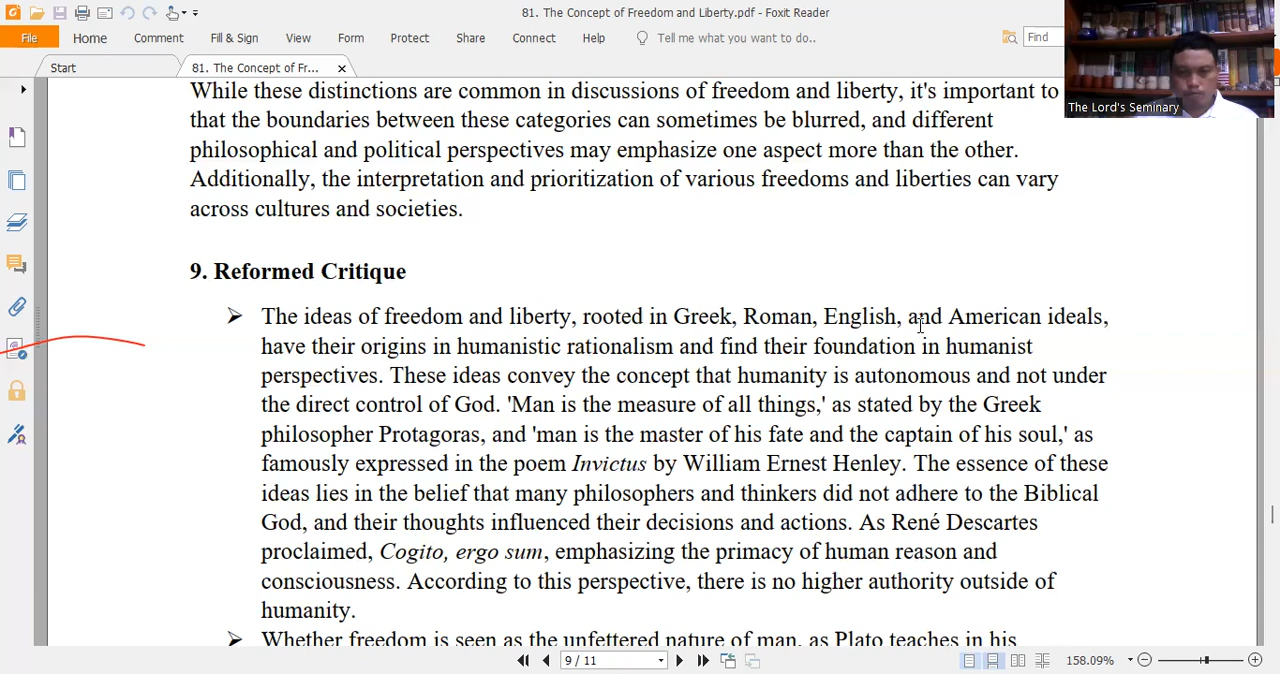 81. The Concept of Freedom and Liberty.pdf - Foxit Reader
File Home Comment Fill & Sign View Form Protect Share Connect Help Tell me what you want to do.. Find
Start 81. The Concept of Fr...
The Lord's Seminary
While these distinctions are common in discussions of freedom and liberty, it's important to
that the boundaries between these categories can sometimes be blurred, and different
philosophical and political perspectives may emphasize one aspect more than the other.
Additionally, the interpretation and prioritization of various freedoms and liberties can vary
across cultures and societies.
9. Reformed Critique
The ideas of freedom and liberty, rooted in Greek, Roman, English, and American ideals,
have their origins in humanistic rationalism and find their foundation in humanist
perspectives. These ideas convey the concept that humanity is autonomous and not under
the direct control of God. 'Man is the measure of all things,' as stated by the Greek
philosopher Protagoras, and 'man is the master of his fate and the captain of his soul,' as
famously expressed in the poem Invictus by William Ernest Henley. The essence of these
ideas lies in the belief that many philosophers and thinkers did not adhere to the Biblical
God, and their thoughts influenced their decisions and actions. As René Descartes
proclaimed, Cogito, ergo sum, emphasizing the primacy of human reason and
consciousness. According to this perspective, there is no higher authority outside of
humanity.
Whether freedom is seen as the unfettered nature of man, as Plato teaches in his
9 / 11 158.09%